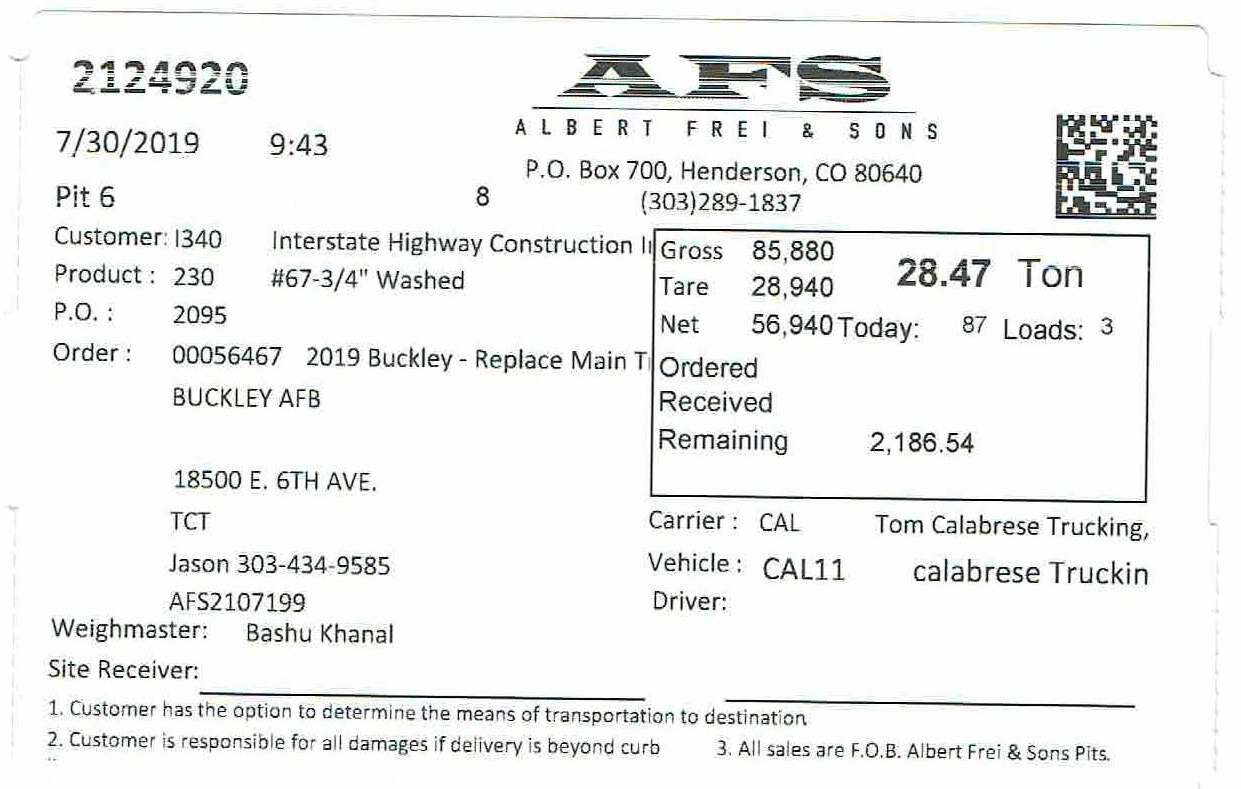 2124920
AFS
ALBERT FREI & SONS
7/30/2019 9:43
P.O. Box 700, Henderson, CO 80640
Pit 6 8 (303)289-1837
Customer: I340 Interstate Highway Construction
Product : 230 #67-3/4" Washed
P.O. : 2095
Order : 00056467 2019 Buckley - Replace Main
BUCKLEY AFB
18500 E. 6TH AVE.
TCT
Jason 303-434-9585
AFS2107199
Gross 85,880 28.47 Ton
Tare 28,940
Net 56,940 Today: 87 Loads: 3
Ordered
Received
Remaining 2,186.54
Carrier : CAL Tom Calabrese Trucking,
Vehicle : CAL11 calabrese Truckin
Driver:
Weighmaster: Bashu Khanal
Site Receiver:
1. Customer has the option to determine the means of transportation to destination
2. Customer is responsible for all damages if delivery is beyond curb 3. All sales are F.O.B. Albert Frei & Sons Pits.